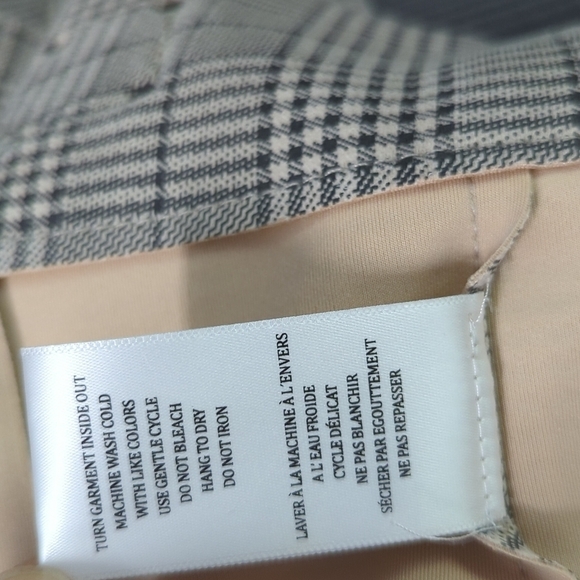 TURN GARMENT INSIDE OUT
MACHINE WASH COLD
WITH LIKE COLORS
USE GENTLE CYCLE
DO NOT BLEACH
HANG TO DRY
DO NOT IRON
LAVER À LA MACHINE À L'ENVERS
A L'EAU FROIDE
CYCLE DÉLICAT
NE PAS BLANCHIR
SÉCHER PAR EGOUTTEMENT
NE PAS REPASSER